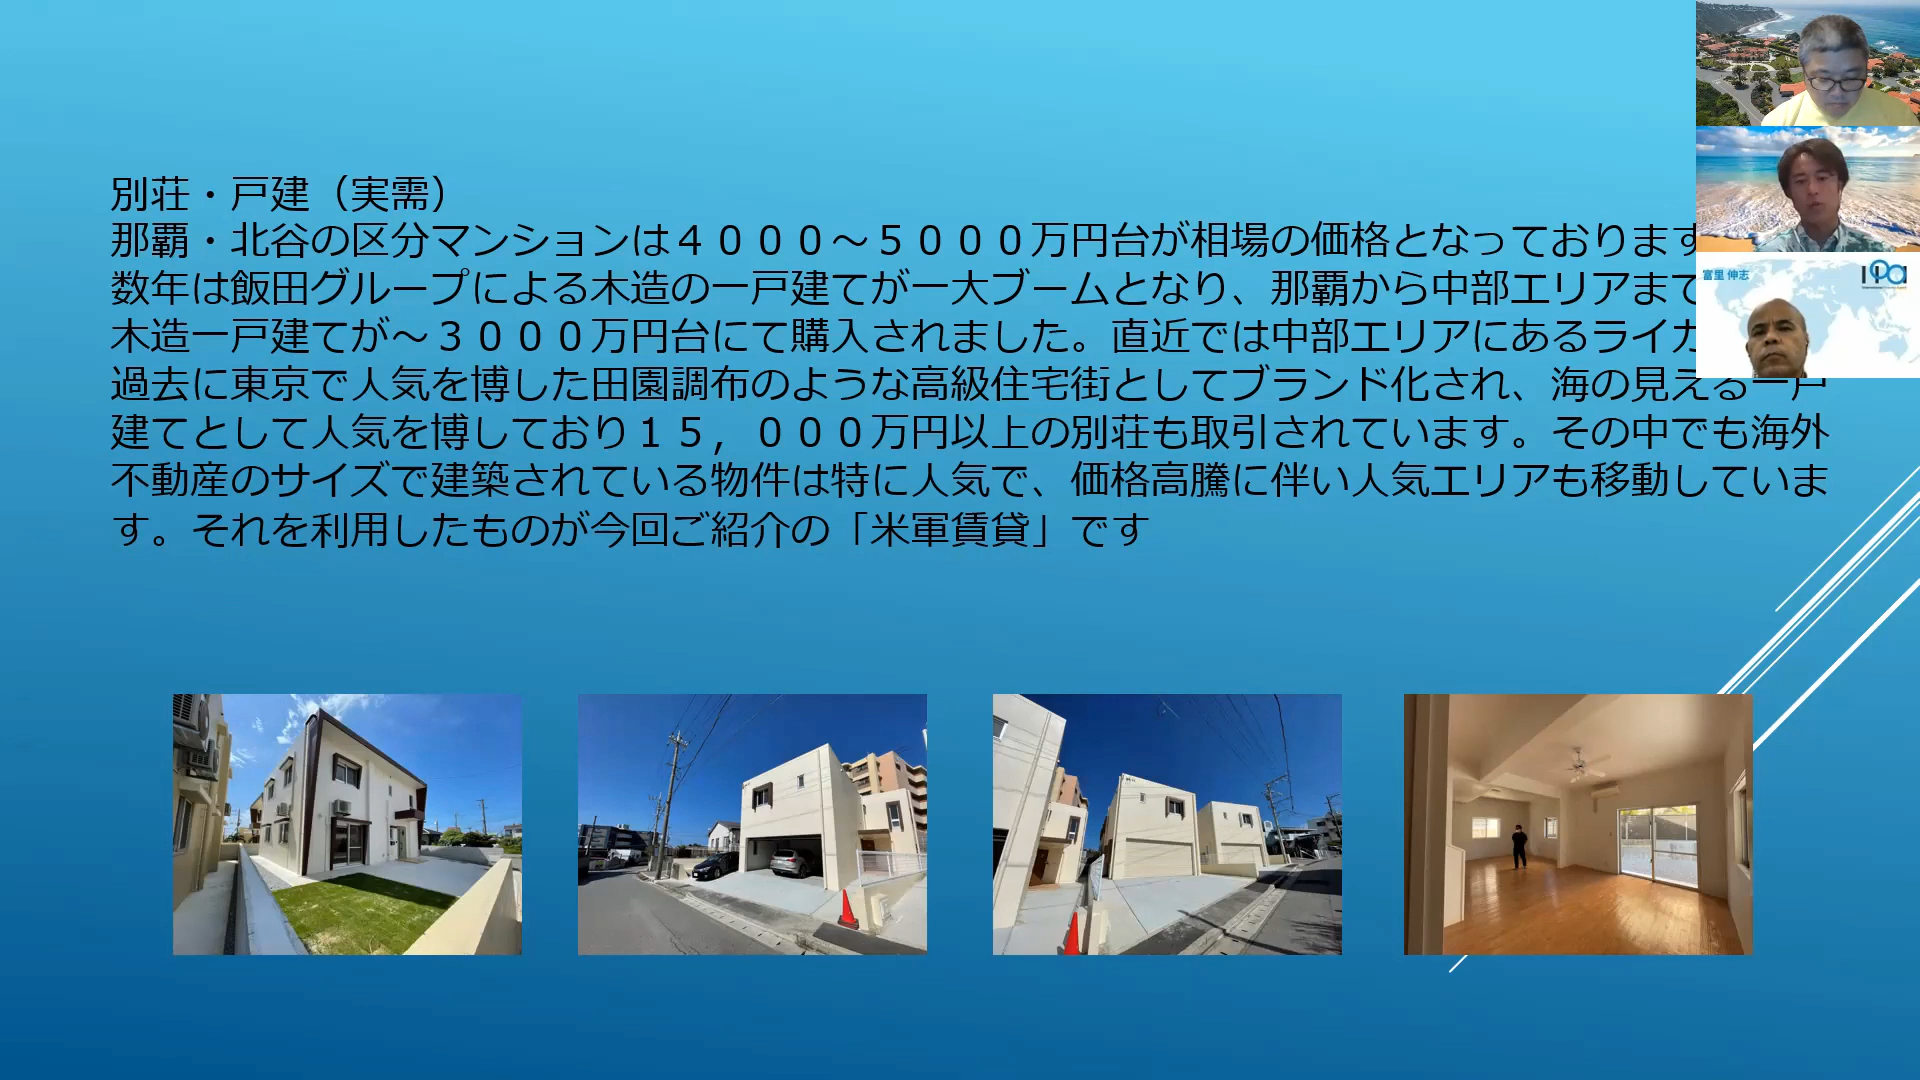 別荘・戸建（実需）
那覇・北谷の区分マンションは４０００～５０００万円台が相場の価格となっております
数年は飯田グループによる木造の一戸建てが一大ブームとなり、那覇から中部エリアまで
木造一戸建てが～３０００万円台にて購入されました。直近では中部エリアにあるライカ
過去に東京で人気を博した田園調布のような高級住宅街としてブランド化され、海の見える一戸
建てとして人気を博しており１５，０００万円以上の別荘も取引されています。その中でも海外
不動産のサイズで建築されている物件は特に人気で、価格高騰に伴い人気エリアも移動していま
す。それを利用したものが今回ご紹介の「米軍賃貸」です
富里 伸志
ipa